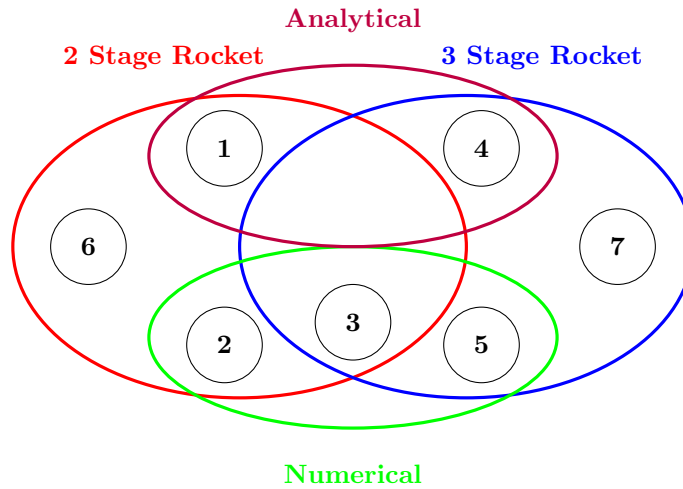 Analytical
2 Stage Rocket 3 Stage Rocket
1 4
6 7
3
2 5
Numerical